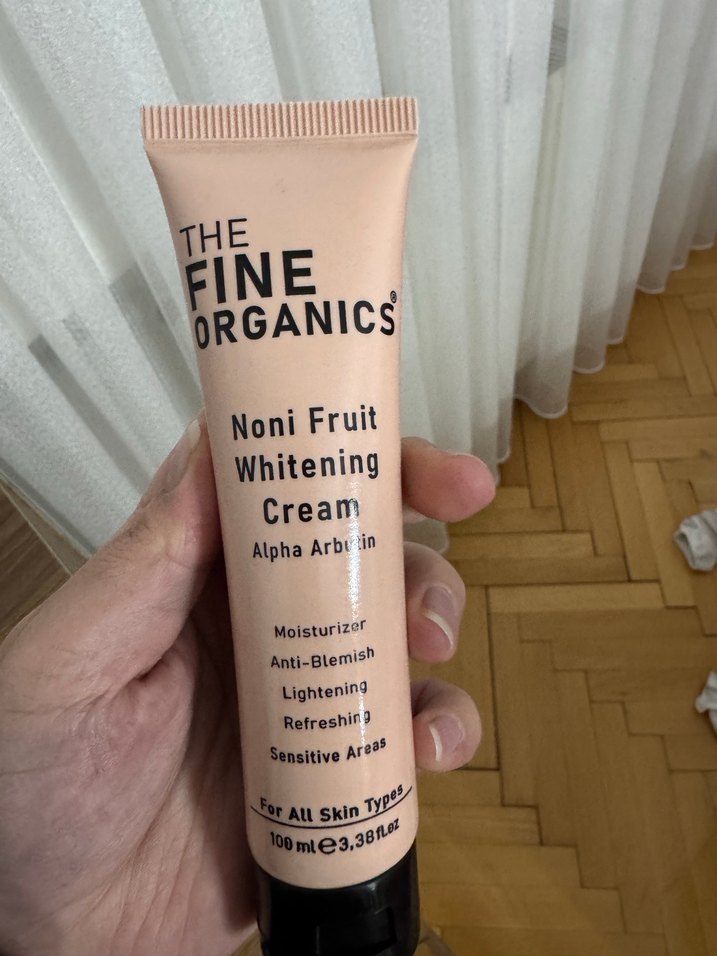 THE
FINE
ORGANICS®
Noni Fruit
Whitening
Cream
Alpha Arbutin
Moisturizer
Anti-Blemish
Lightening
Refreshing
Sensitive Areas
For All Skin Types
100 ml ℮ 3,38 fl.oz